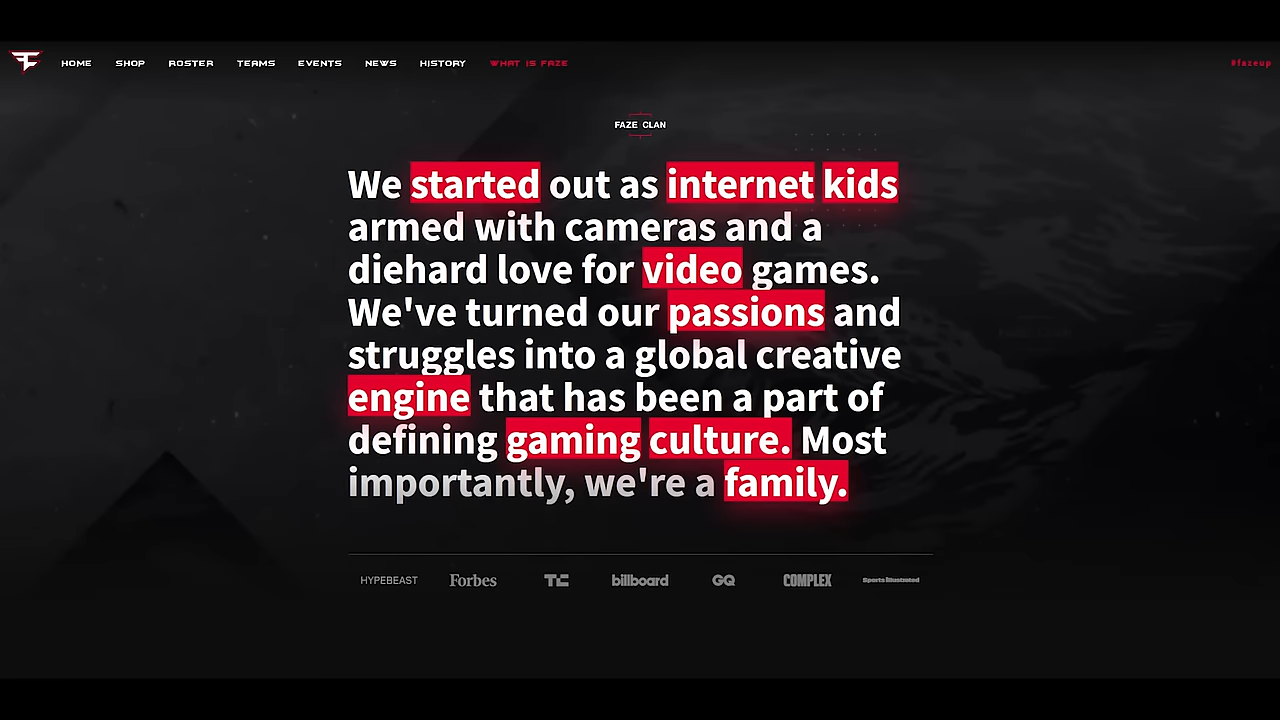 HOME SHOP ROSTER TEAMS EVENTS NEWS HISTORY WHAT IS FAZE #fazeup
FAZE CLAN
We started out as internet kids
armed with cameras and a
diehard love for video games.
We've turned our passions and
struggles into a global creative
engine that has been a part of
defining gaming culture. Most
importantly, we're a family.
HYPEBEAST Forbes TC billboard GQ COMPLEX Sports Illustrated